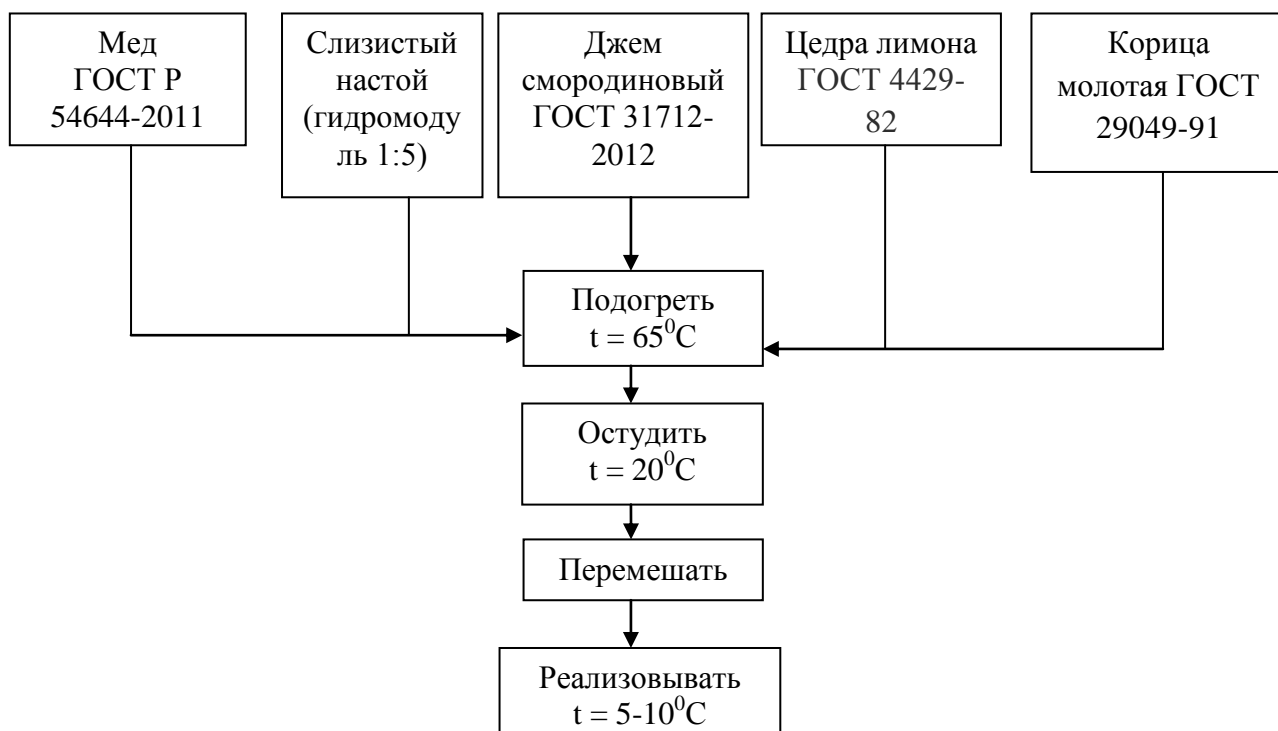 Мед
ГОСТ Р
54644-2011
Слизистый
настой
(гидромоду
ль 1:5)
Джем
смородиновый
ГОСТ 31712-
2012
Цедра лимона
ГОСТ 4429-
82
Корица
молотая ГОСТ
29049-91
Подогреть
t = 65⁰C
Остудить
t = 20⁰C
Перемешать
Реализовывать
t = 5-10⁰C